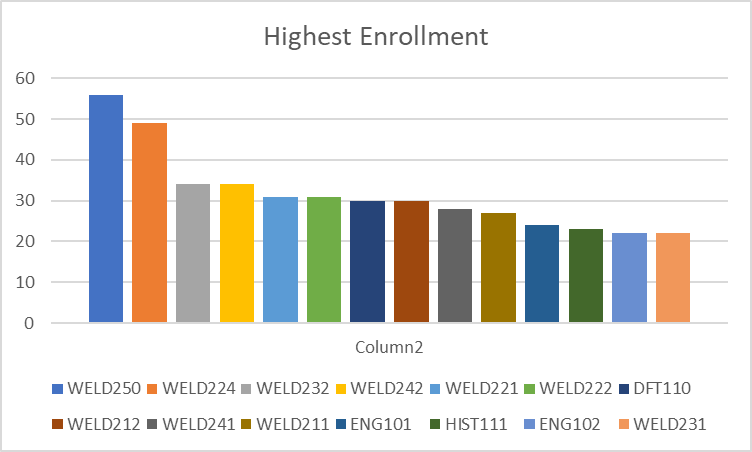 Highest Enrollment
60
50
40
30
20
10
0
Column2
WELD250 WELD224 WELD232 WELD242 WELD221 WELD222 DFT110
WELD212 WELD241 WELD211 ENG101 HIST111 ENG102 WELD231